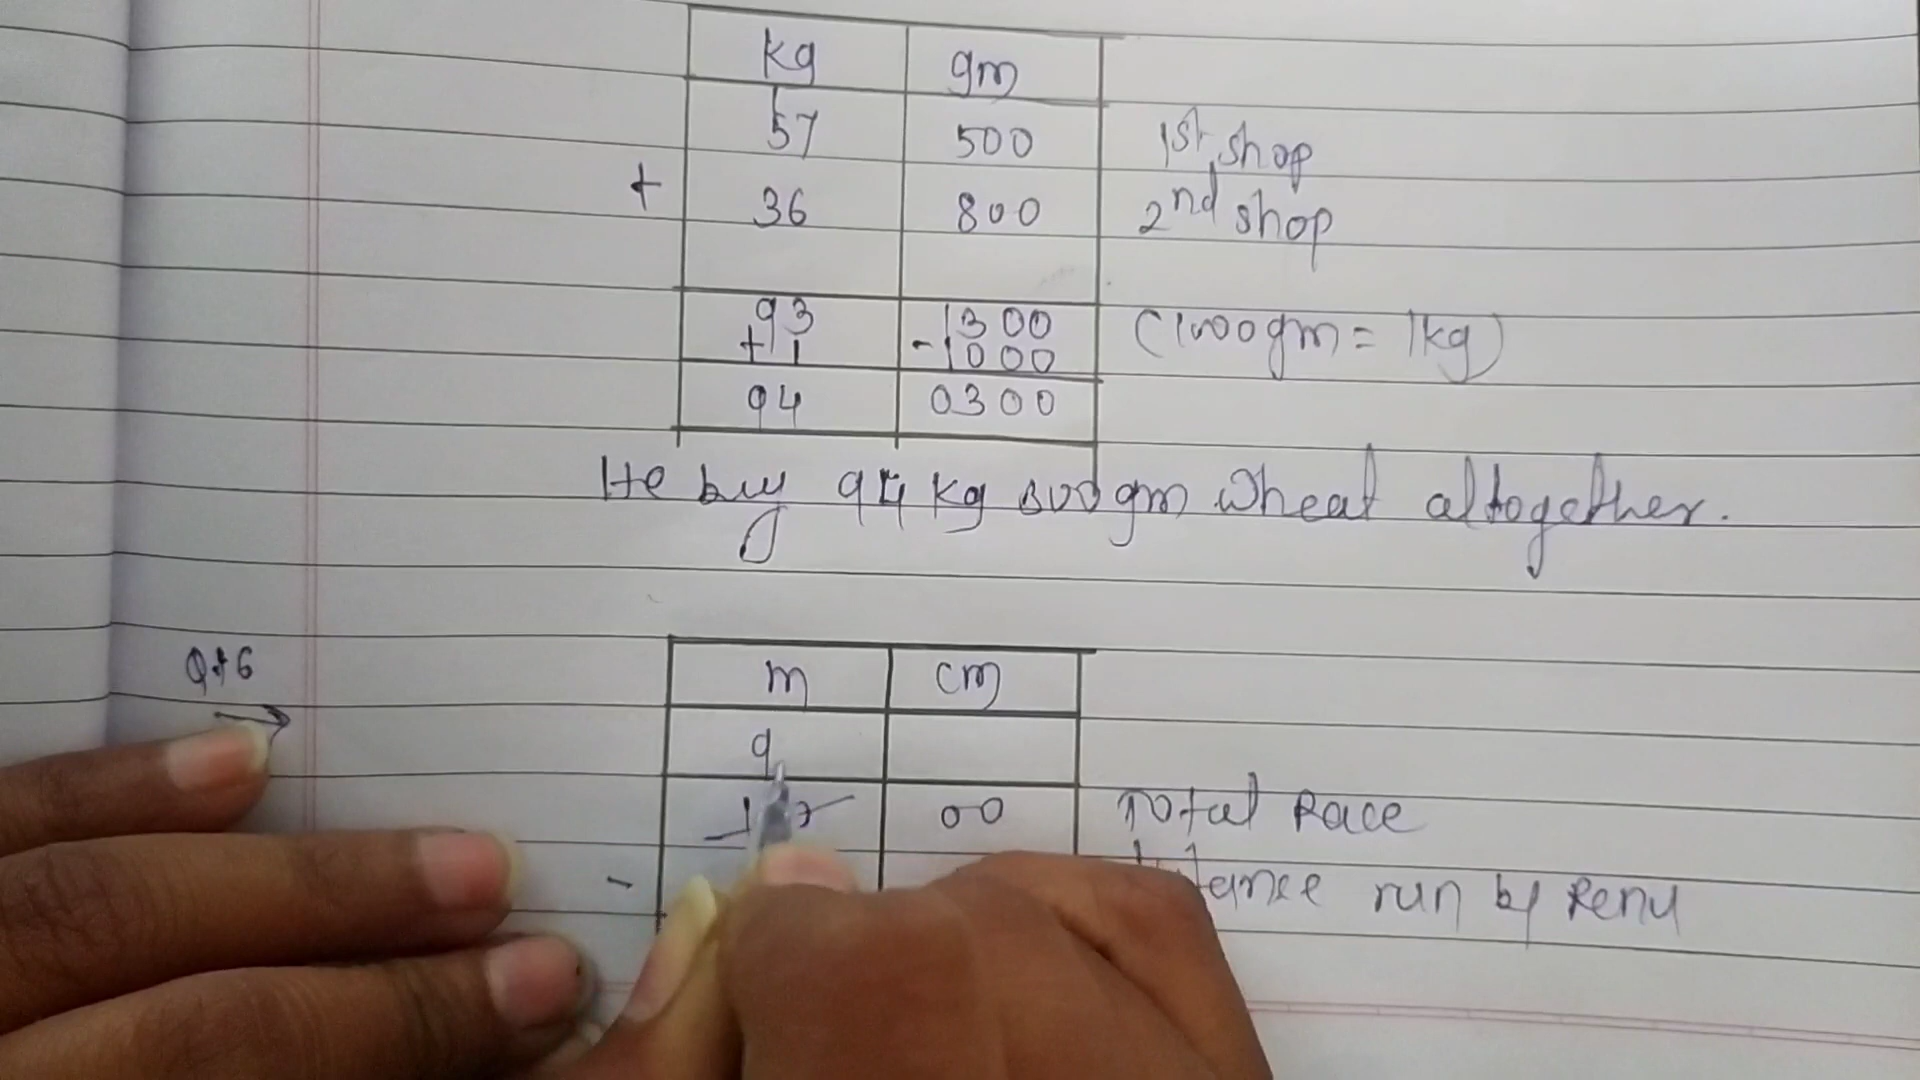 kg gm
57 500 1st shop
+ 36 800 2nd shop
93 1300 (1000gm = 1kg)
+1 -1000
94 0300
He buy 94 kg 300 gm wheat altogether.
Q.6
m cm
9
00 Total Race
- run by Renu